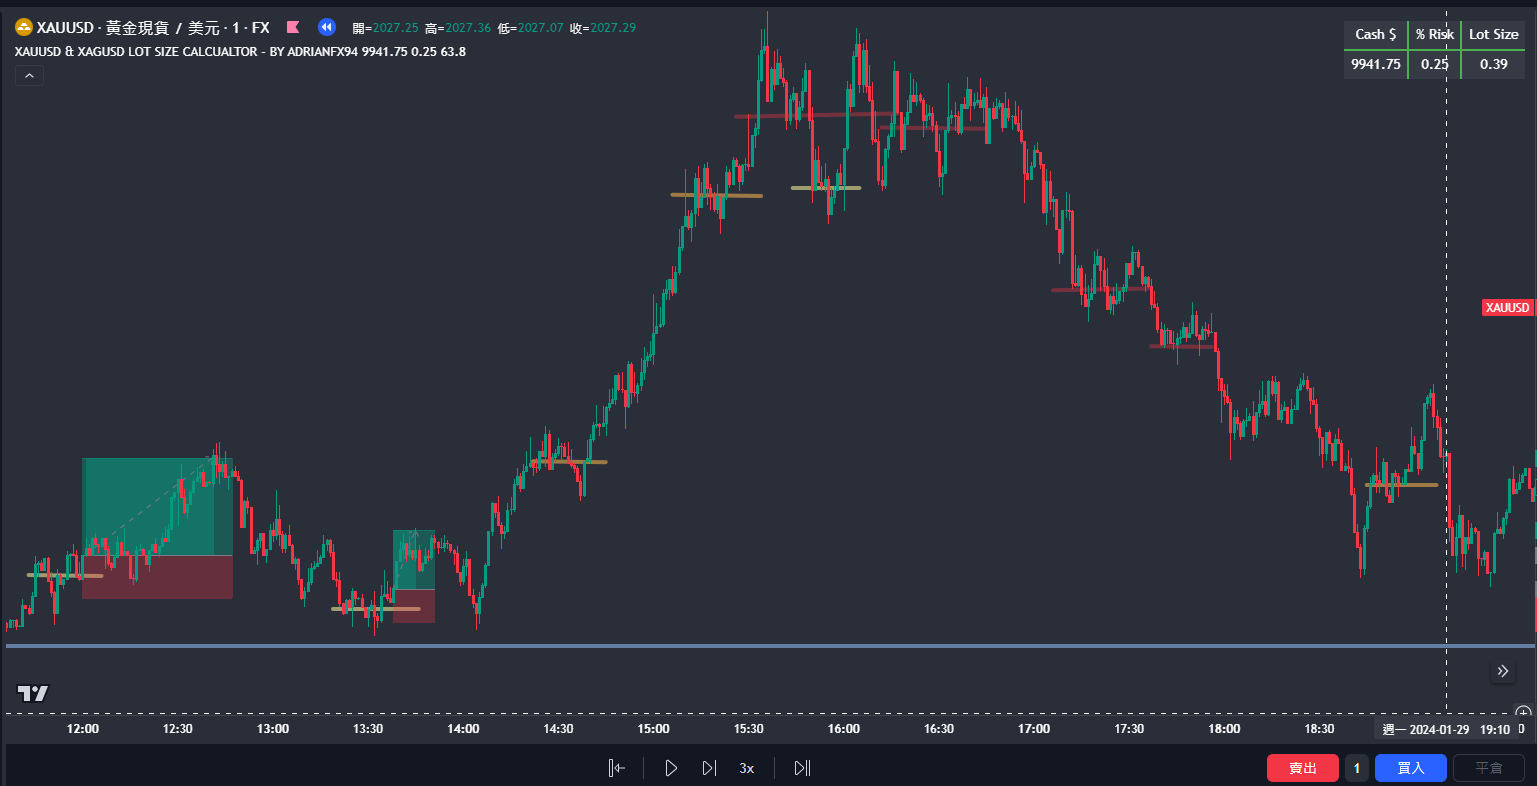 XAUUSD · 黃金現貨 / 美元 · 1 · FX 開=2027.25 高=2027.36 低=2027.07 收=2027.29
XAUUSD & XAGUSD LOT SIZE CALCUALTOR - BY ADRIANFX94 9941.75 0.25 63.8
Cash $ % Risk Lot Size
9941.75 0.25 0.39
XAUUSD
12:00 12:30 13:00 13:30 14:00 14:30 15:00 15:30 16:00 16:30 17:00 17:30 18:00 18:30 週一 2024-01-29 19:10
3x
賣出 1 買入 平倉